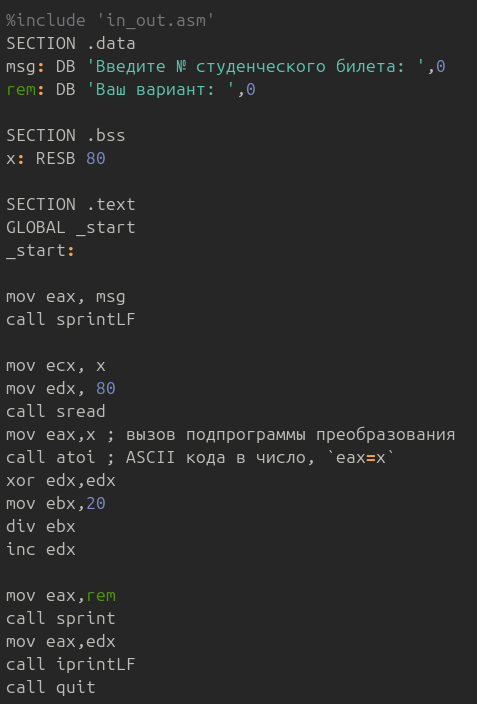 %include 'in_out.asm'
SECTION .data
msg: DB 'Введите № студенческого билета: ',0
rem: DB 'Ваш вариант: ',0
SECTION .bss
x: RESB 80
SECTION .text
GLOBAL _start
_start:
mov eax, msg
call sprintLF
mov ecx, x
mov edx, 80
call sread
mov eax,x ; вызов подпрограммы преобразования
call atoi ; ASCII кода в число, `eax=x`
xor edx,edx
mov ebx,20
div ebx
inc edx
mov eax,rem
call sprint
mov eax,edx
call iprintLF
call quit